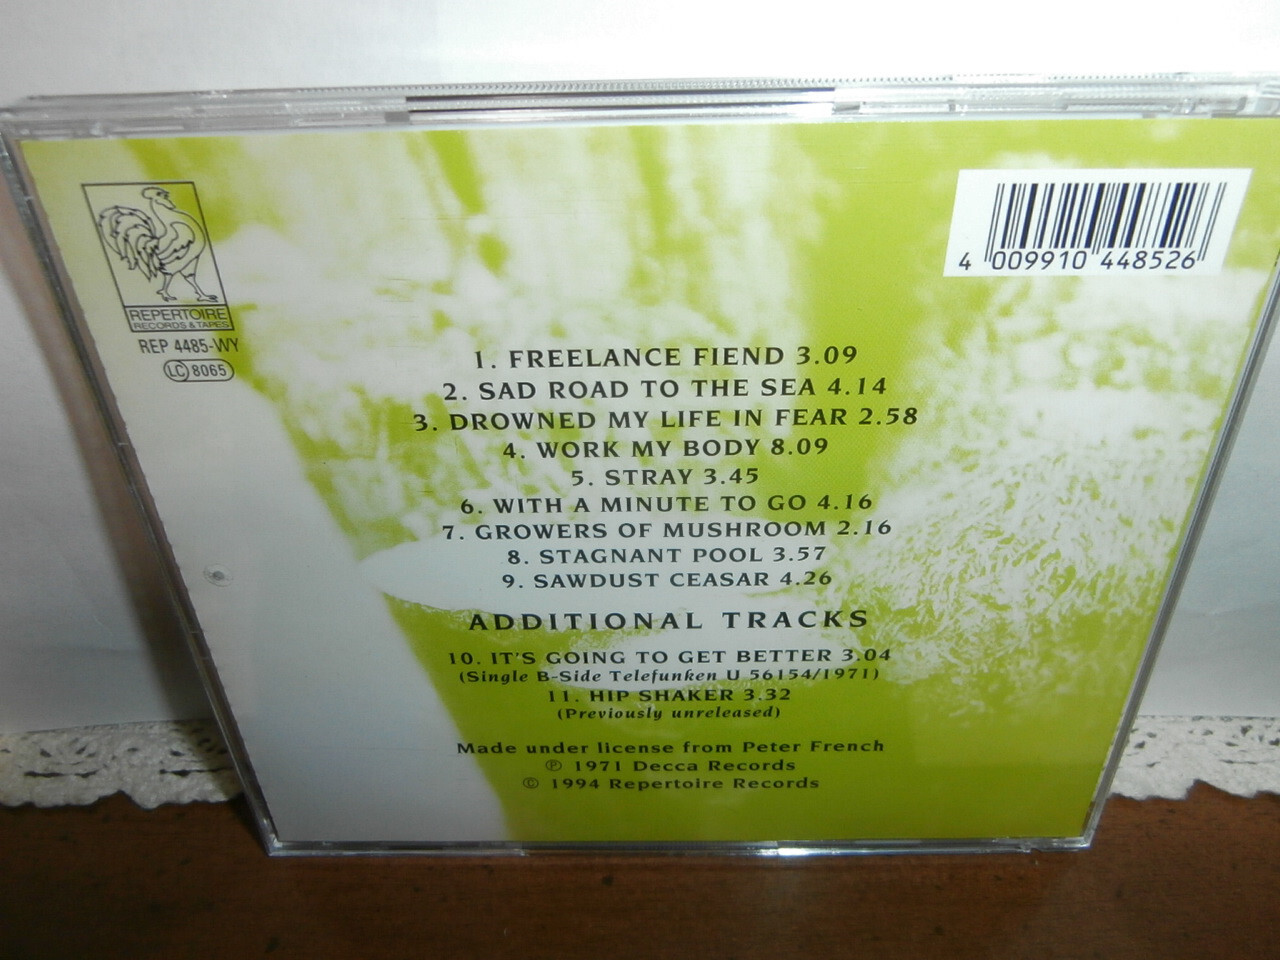 REPERTOIRE
RECORDS & TAPES
REP 4485-WY
LC 8065
4 009910 448526
1. FREELANCE FIEND 3.09
2. SAD ROAD TO THE SEA 4.14
3. DROWNED MY LIFE IN FEAR 2.58
4. WORK MY BODY 8.09
5. STRAY 3.45
6. WITH A MINUTE TO GO 4.16
7. GROWERS OF MUSHROOM 2.16
8. STAGNANT POOL 3.57
9. SAWDUST CEASAR 4.26
ADDITIONAL TRACKS
10. IT'S GOING TO GET BETTER 3.04
(Single B-Side Telefunken U 56154/1971)
11. HIP SHAKER 3.32
(Previously unreleased)
Made under license from Peter French
℗ 1971 Decca Records
© 1994 Repertoire Records